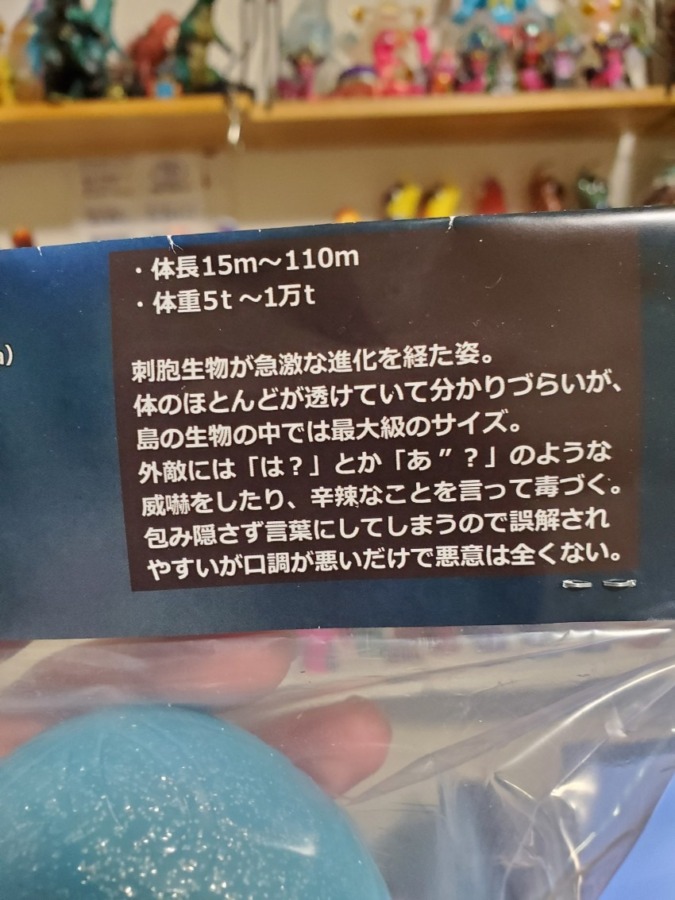 ・体長15m～110m
・体重5t～1万t
刺胞生物が急激な進化を経た姿。
体のほとんどが透けていて分かりづらいが、
島の生物の中では最大級のサイズ。
外敵には「は？」とか「あ"？」のような
威嚇をしたり、辛辣なことを言って毒づく。
包み隠さず言葉にしてしまうので誤解され
やすいが口調が悪いだけで悪意は全くない。